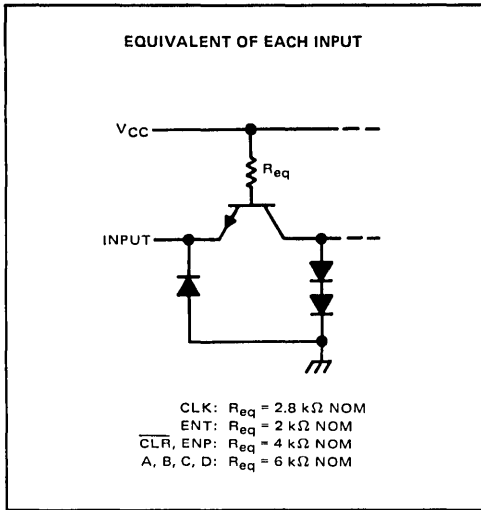 EQUIVALENT OF EACH INPUT
VCC
Req
INPUT
CLK: Req = 2.8 kΩ NOM
ENT: Req = 2 kΩ NOM
C̅L̅R̅, ENP: Req = 4 kΩ NOM
A, B, C, D: Req = 6 kΩ NOM